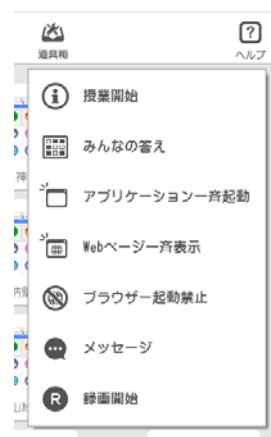 道具箱
ヘルプ
授業開始
みんなの答え
アプリケーション一斉起動
Webページ一斉表示
ブラウザー起動禁止
メッセージ
録画開始